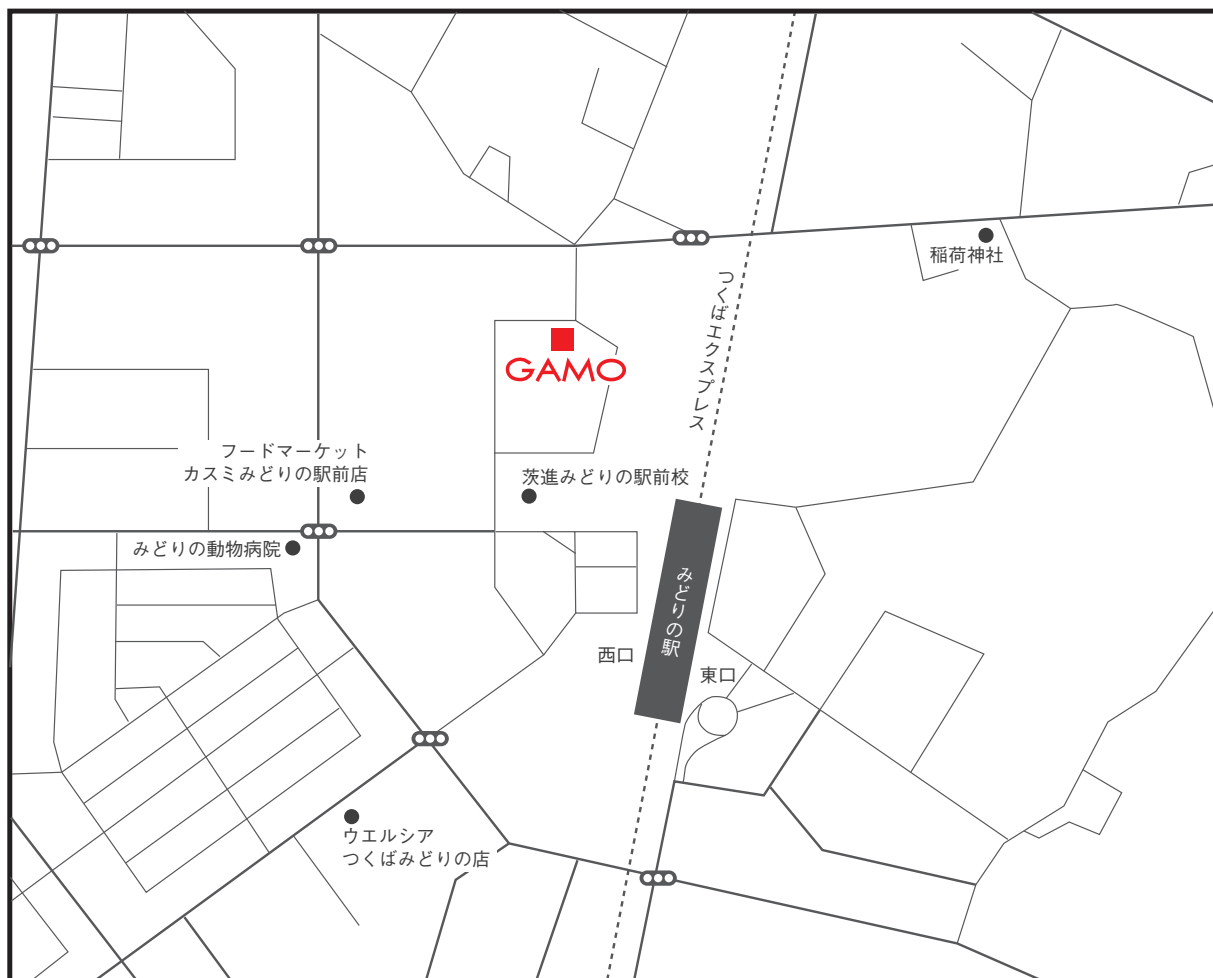 稲荷神社
つくばエクスプレス
GAMO
フードマーケット
カスミみどりの駅前店
茨進みどりの駅前校
みどりの動物病院
みどりの駅
西口
東口
ウエルシア
つくばみどりの店